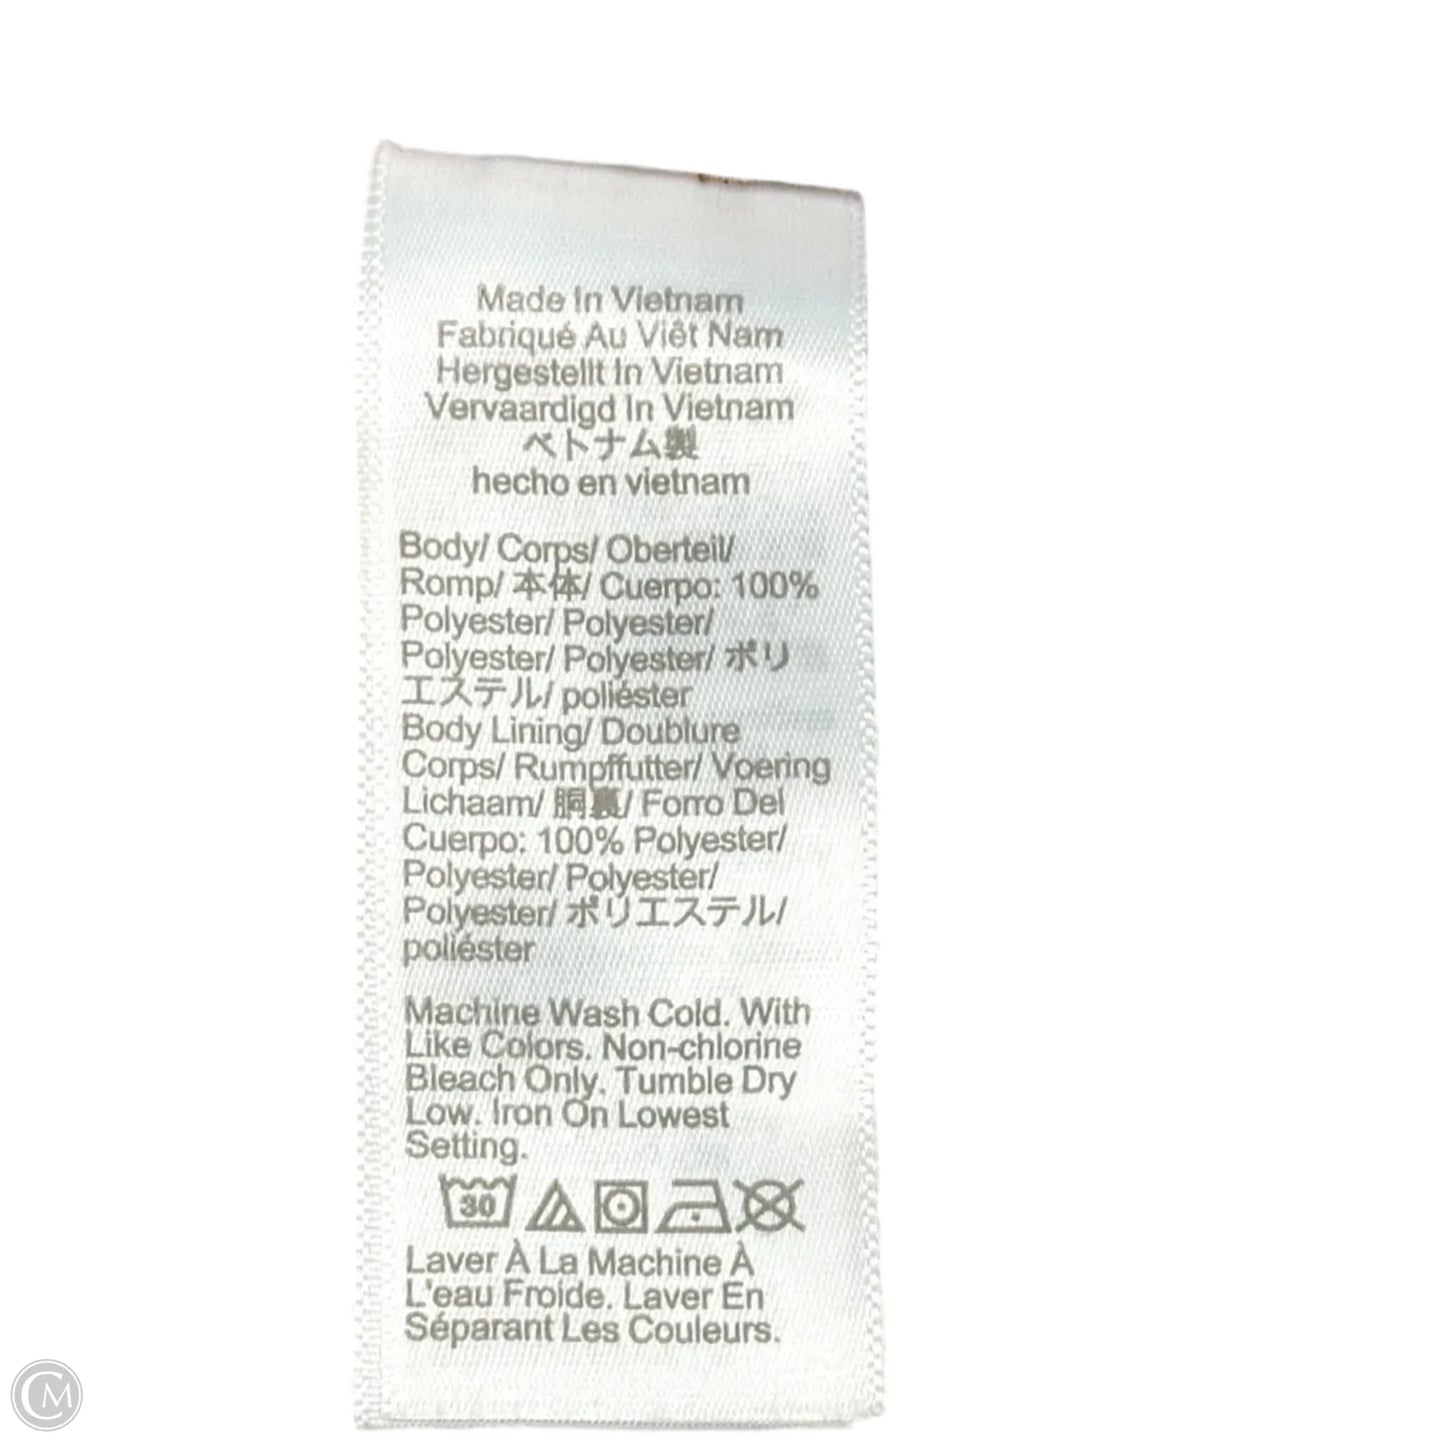 Made In Vietnam
Fabriqué Au Viêt Nam
Hergestellt In Vietnam
Vervaardigd In Vietnam
ベトナム製
hecho en vietnam
Body/ Corps/ Oberteil/
Romp/ 本体/ Cuerpo: 100%
Polyester/ Polyester/
Polyester/ Polyester/ ポリ
エステル/ poliéster
Body Lining/ Doublure
Corps/ Rumpffutter/ Voering
Lichaam/ 胴裏/ Forro Del
Cuerpo: 100% Polyester/
Polyester/ Polyester/
Polyester/ ポリエステル/
poliéster
Machine Wash Cold. With
Like Colors. Non-chlorine
Bleach Only. Tumble Dry
Low. Iron On Lowest
Setting.
30
Laver À La Machine À
L'eau Froide. Laver En
Séparant Les Couleurs.
CM